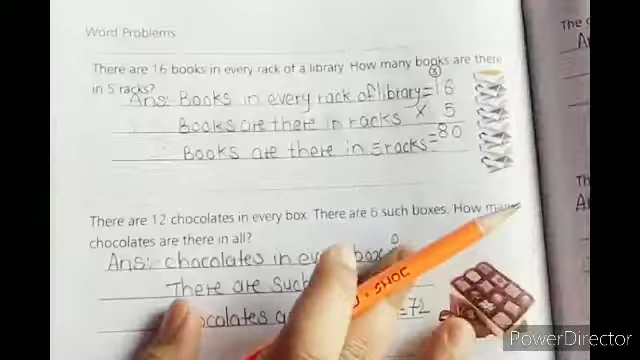 Word Problems
The
There are 16 books in every rack of a library. How many books are there
in 5 racks?
Ans: Books in every rack of library = 16
Books are there in racks × 5
Books are there in 5 racks = 80
There are 12 chocolates in every box. There are 6 such boxes. How many
chocolates are there in all?
Ans:- chocolates in every box
There are such
= 72
PowerDirector